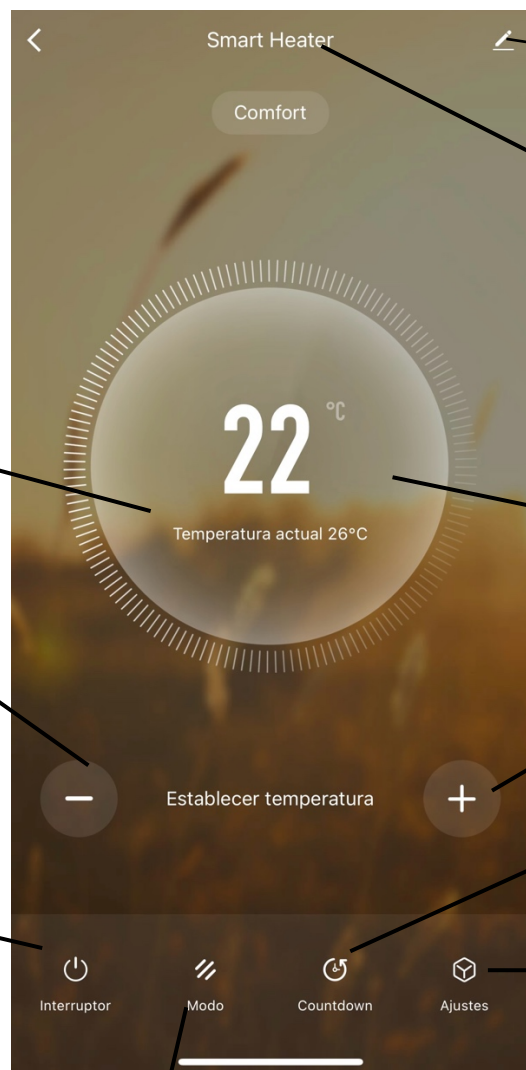 Smart Heater
Comfort
22 °C
Temperatura actual 26°C
Establecer temperatura
Interruptor
Modo
Countdown
Ajustes